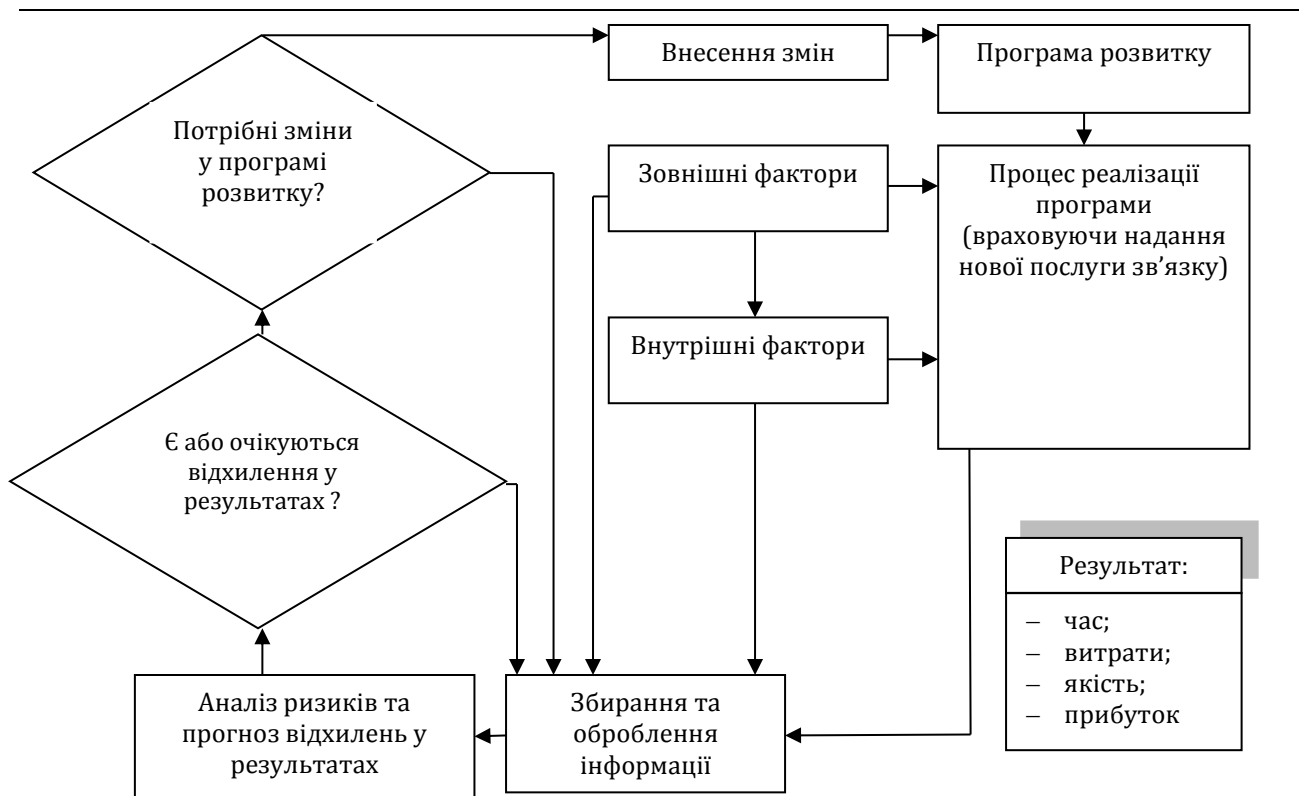 Внесення змін
Програма розвитку
Потрібні зміни
у програмі
розвитку?
Зовнішні фактори
Процес реалізації
програми
(враховуючи надання
нової послуги зв’язку)
Внутрішні фактори
Є або очікуються
відхилення у
результатах ?
Результат:
– час;
– витрати;
– якість;
– прибуток
Аналіз ризиків та
прогноз відхилень у
результатах
Збирання та
оброблення
інформації